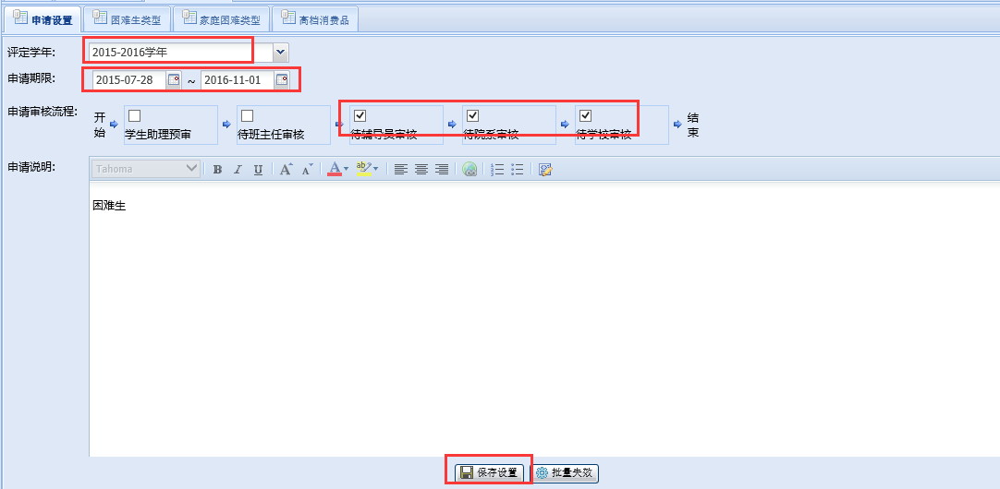 申请设置 困难生类型 家庭困难类型 高档消费品
评定学年: 2015-2016学年
申请期限: 2015-07-28 ~ 2016-11-01
申请审核流程: 开始 学生助理预审 待班主任审核 待辅导员审核 待院系审核 待学校审核 结束
申请说明: Tahoma B I U A A A ab
困难生
保存设置 批量失效